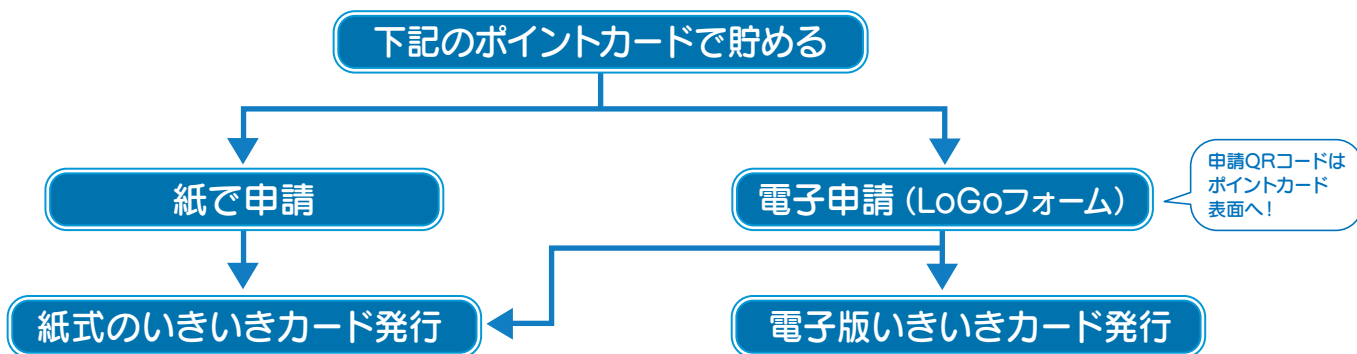 下記のポイントカードで貯める
紙で申請
電子申請（LoGoフォーム）
申請QRコードは
ポイントカード
表面へ！
紙式のいきいきカード発行
電子版いきいきカード発行